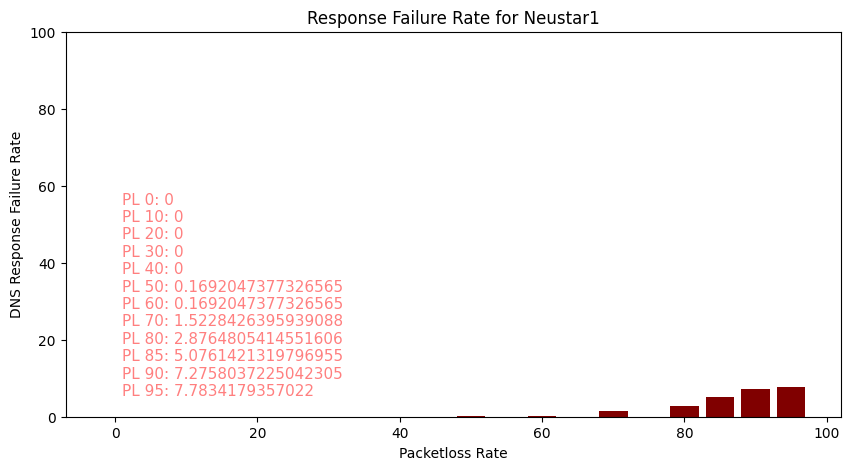 Response Failure Rate for Neustar1
100
80
60
40
20
0
DNS Response Failure Rate
PL 0: 0
PL 10: 0
PL 20: 0
PL 30: 0
PL 40: 0
PL 50: 0.1692047377326565
PL 60: 0.1692047377326565
PL 70: 1.5228426395939088
PL 80: 2.8764805414551606
PL 85: 5.0761421319796955
PL 90: 7.2758037225042305
PL 95: 7.7834179357022
0 20 40 60 80 100
Packetloss Rate